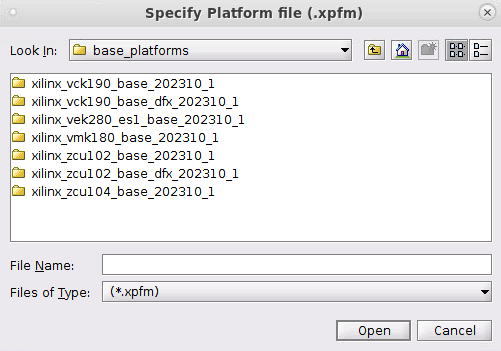 Specify Platform file (.xpfm)
Look In: base_platforms
xilinx_vck190_base_202310_1
xilinx_vck190_base_dfx_202310_1
xilinx_vek280_es1_base_202310_1
xilinx_vmk180_base_202310_1
xilinx_zcu102_base_202310_1
xilinx_zcu102_base_dfx_202310_1
xilinx_zcu104_base_202310_1
File Name:
Files of Type: (*.xpfm)
Open Cancel